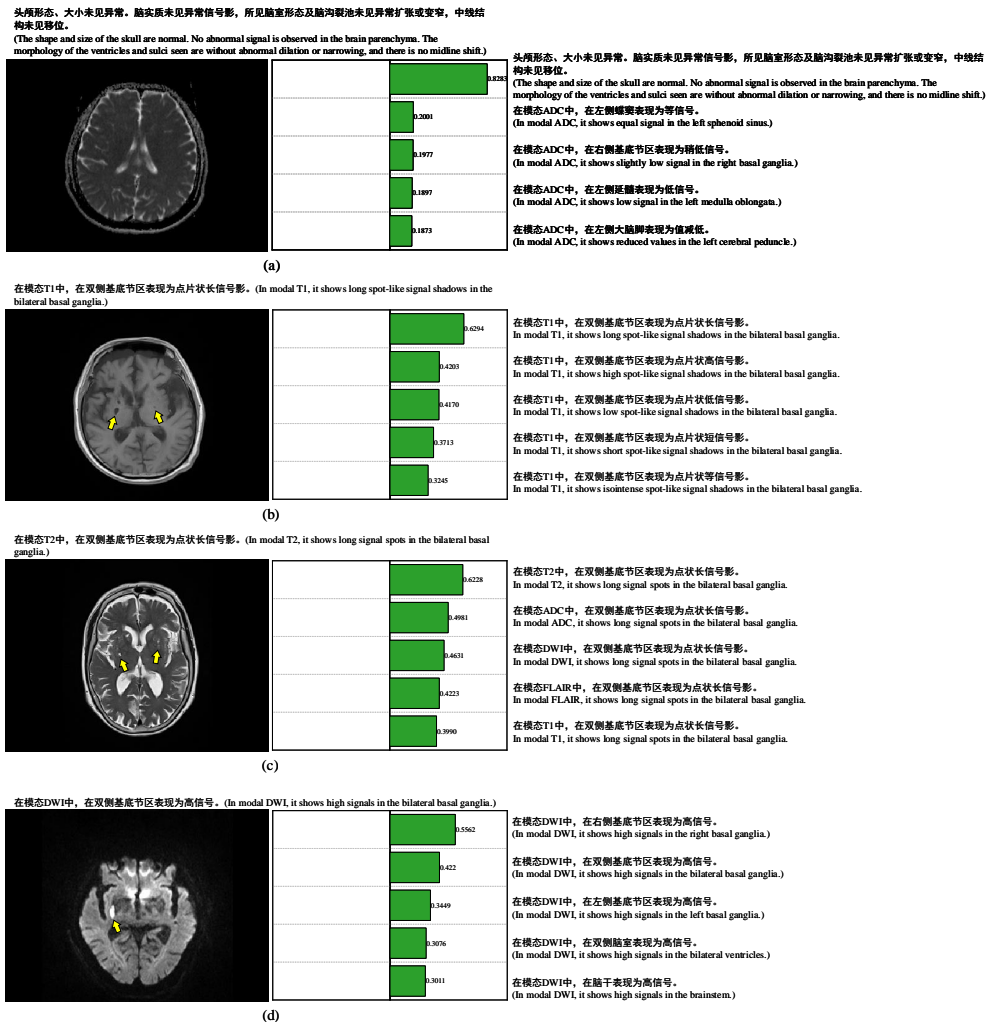 头颅形态、大小未见异常。脑实质未见异常信号影，所见脑室形态及脑沟裂池未见异常扩张或变窄，中线结
构未见移位。
(The shape and size of the skull are normal. No abnormal signal is observed in the brain parenchyma. The
morphology of the ventricles and sulci seen are without abnormal dilation or narrowing, and there is no midline shift.)
0.8283
0.2001
0.1977
0.1897
0.1873
头颅形态、大小未见异常。脑实质未见异常信号影，所见脑室形态及脑沟裂池未见异常扩张或变窄，中线结
构未见移位。
(The shape and size of the skull are normal. No abnormal signal is observed in the brain parenchyma. The
morphology of the ventricles and sulci seen are without abnormal dilation or narrowing, and there is no midline shift.)
在模态ADC中，在左侧蝶窦表现为等信号。
(In modal ADC, it shows equal signal in the left sphenoid sinus.)
在模态ADC中，在右侧基底节区表现为稍低信号。
(In modal ADC, it shows slightly low signal in the right basal ganglia.)
在模态ADC中，在左侧延髓表现为低信号。
(In modal ADC, it shows low signal in the left medulla oblongata.)
在模态ADC中，在左侧大脑脚表现为值减低。
(In modal ADC, it shows reduced values in the left cerebral peduncle.)
(a)
在模态T1中，在双侧基底节区表现为点片状长信号影。(In modal T1, it shows long spot-like signal shadows in the
bilateral basal ganglia.)
0.6294
0.4203
0.4170
0.3713
0.3245
在模态T1中，在双侧基底节区表现为点片状长信号影。
In modal T1, it shows long spot-like signal shadows in the bilateral basal ganglia.
在模态T1中，在双侧基底节区表现为点片状高信号影。
In modal T1, it shows high spot-like signal shadows in the bilateral basal ganglia.
在模态T1中，在双侧基底节区表现为点片状低信号影。
In modal T1, it shows low spot-like signal shadows in the bilateral basal ganglia.
在模态T1中，在双侧基底节区表现为点片状短信号影。
In modal T1, it shows short spot-like signal shadows in the bilateral basal ganglia.
在模态T1中，在双侧基底节区表现为点片状等信号影。
In modal T1, it shows isointense spot-like signal shadows in the bilateral basal ganglia.
(b)
在模态T2中，在双侧基底节区表现为点状长信号影。(In modal T2, it shows long signal spots in the bilateral basal
ganglia.)
0.6228
0.4981
0.4631
0.4223
0.3990
在模态T2中，在双侧基底节区表现为点状长信号影。
In modal T2, it shows long signal spots in the bilateral basal ganglia.
在模态ADC中，在双侧基底节区表现为点状长信号影。
In modal ADC, it shows long signal spots in the bilateral basal ganglia.
在模态DWI中，在双侧基底节区表现为点状长信号影。
In modal DWI, it shows long signal spots in the bilateral basal ganglia.
在模态FLAIR中，在双侧基底节区表现为点状长信号影。
In modal FLAIR, it shows long signal spots in the bilateral basal ganglia.
在模态T1中，在双侧基底节区表现为点状长信号影。
In modal T1, it shows long signal spots in the bilateral basal ganglia.
(c)
在模态DWI中，在双侧基底节区表现为高信号。(In modal DWI, it shows high signals in the bilateral basal ganglia.)
0.5562
0.422
0.3449
0.3076
0.3011
在模态DWI中，在右侧基底节区表现为高信号。
(In modal DWI, it shows high signals in the right basal ganglia.)
在模态DWI中，在双侧基底节区表现为高信号。
(In modal DWI, it shows high signals in the bilateral basal ganglia.)
在模态DWI中，在左侧基底节区表现为高信号。
(In modal DWI, it shows high signals in the left basal ganglia.)
在模态DWI中，在双侧脑室表现为高信号。
(In modal DWI, it shows high signals in the bilateral ventricles.)
在模态DWI中，在脑干表现为高信号。
(In modal DWI, it shows high signals in the brainstem.)
(d)